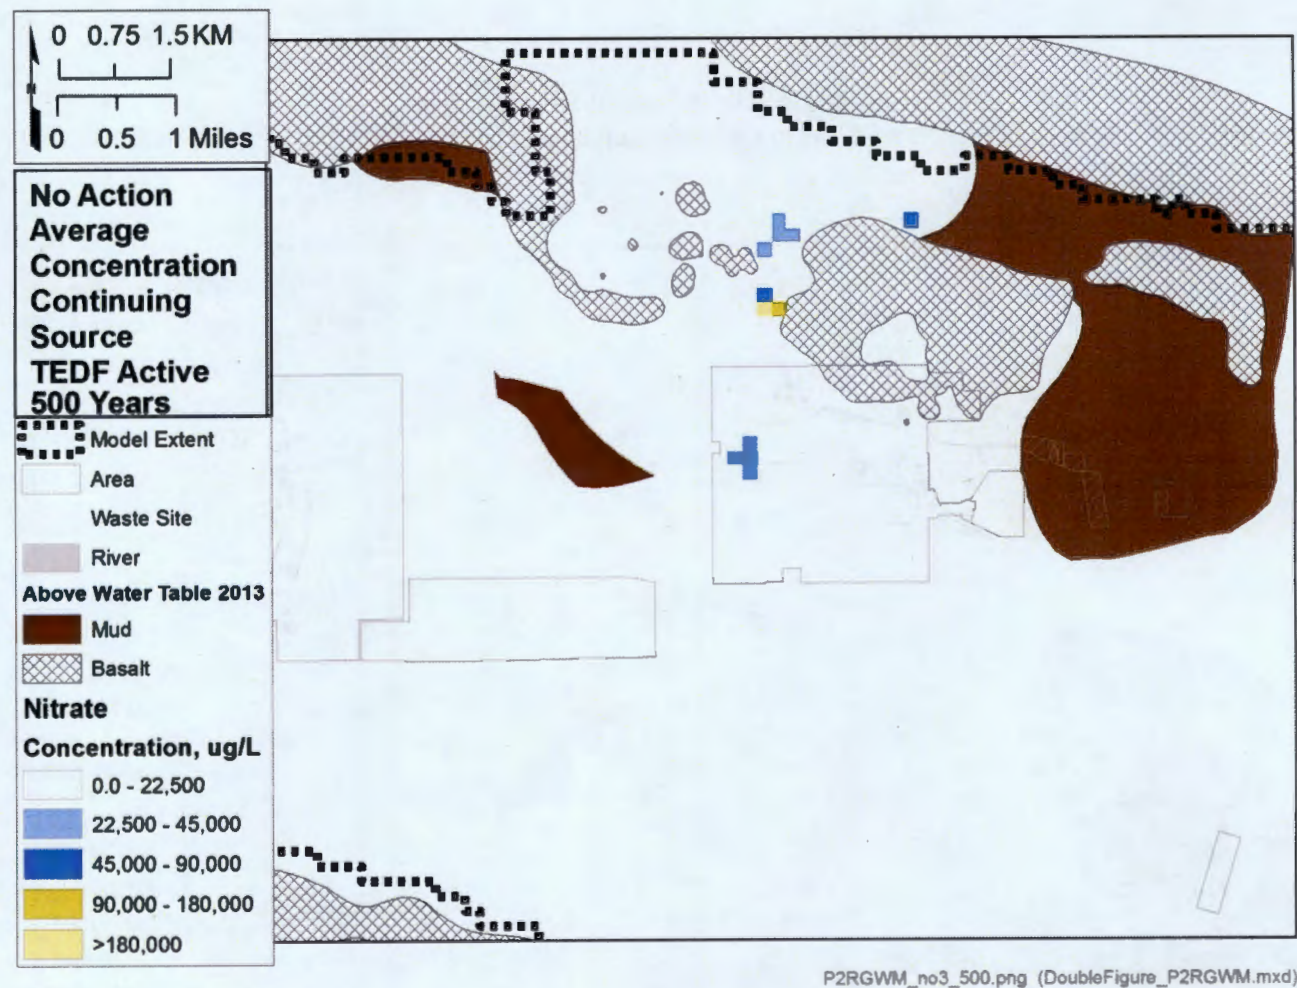 0 0.75 1.5 KM
0 0.5 1 Miles
No Action
Average
Concentration
Continuing
Source
TEDF Active
500 Years
Model Extent
Area
Waste Site
River
Above Water Table 2013
Mud
Basalt
Nitrate
Concentration, ug/L
0.0 - 22,500
22,500 - 45,000
45,000 - 90,000
90,000 - 180,000
>180,000
P2RGWM_no3_500.png (DoubleFigure_P2RGWM.mxd)